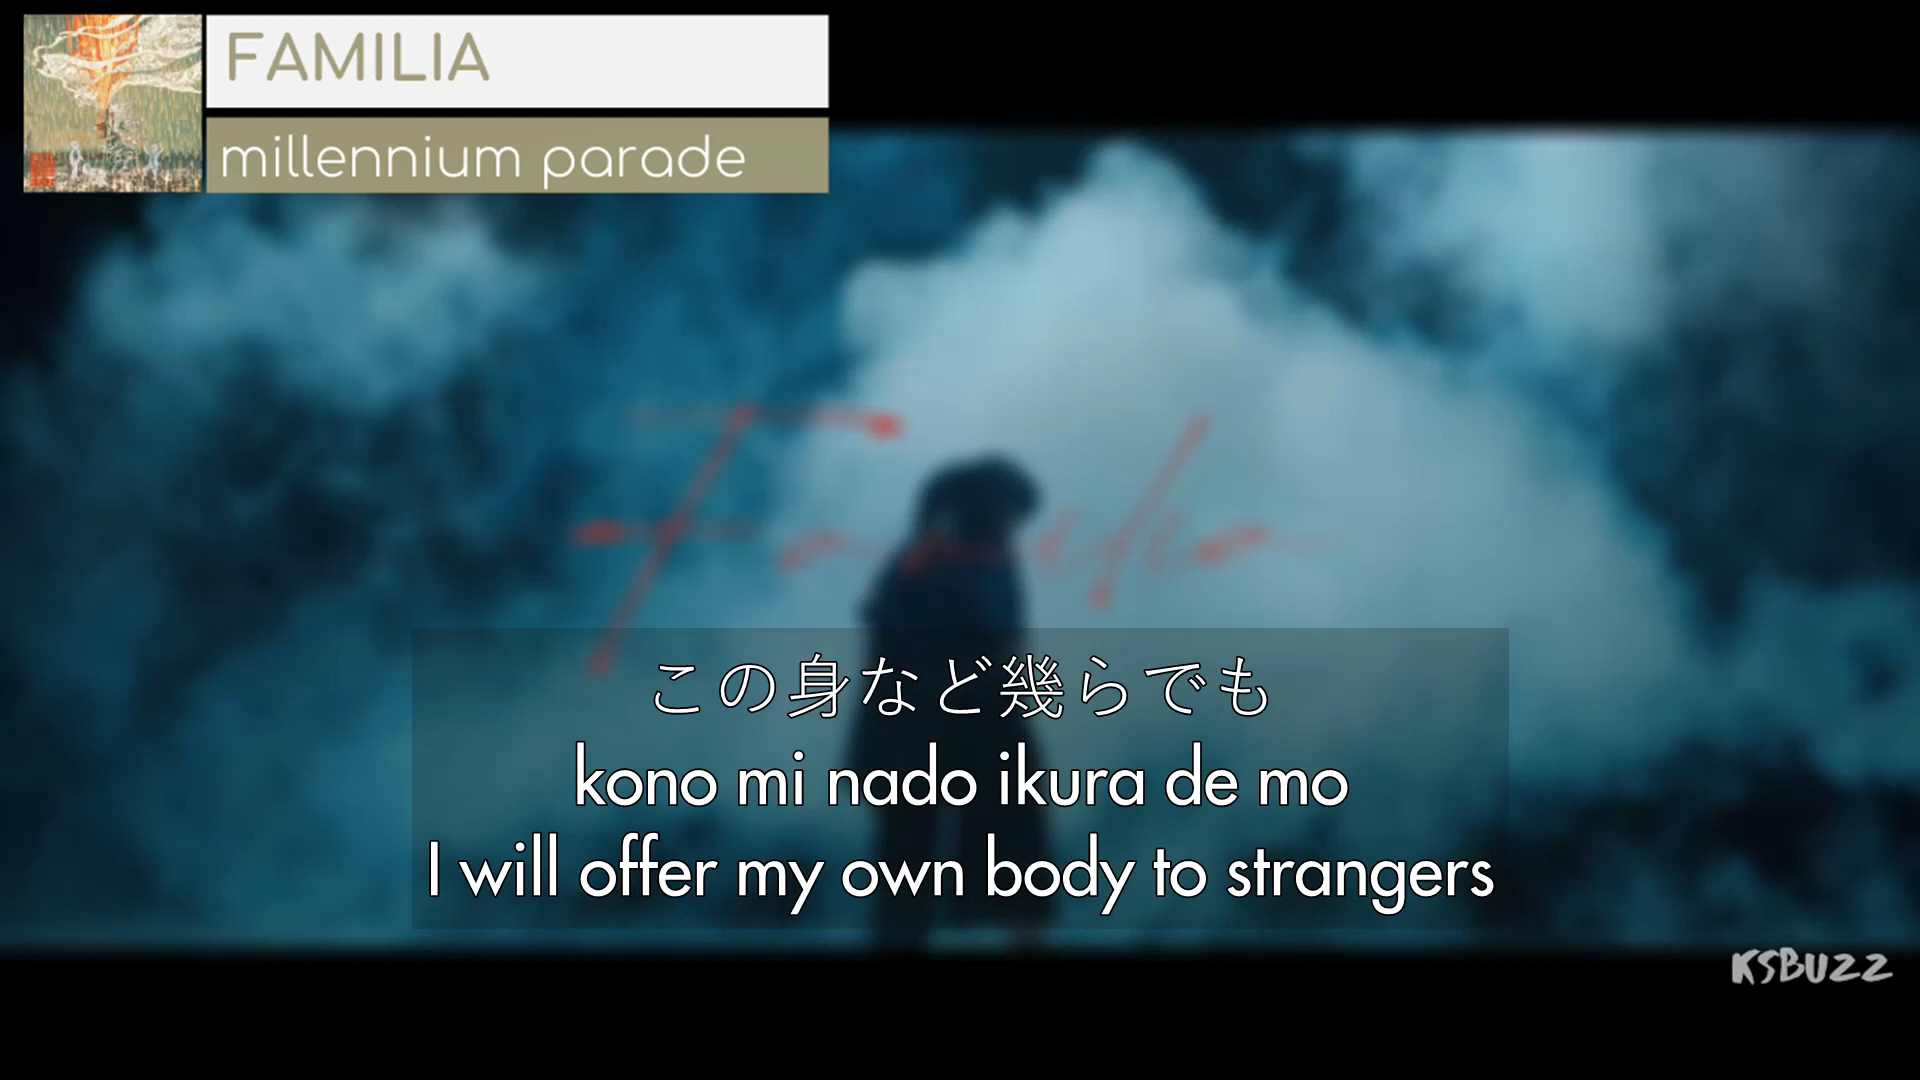 FAMILIA
millennium parade
Familia
この身など幾らでも
kono mi nado ikura de mo
I will offer my own body to strangers
KSBUZZ